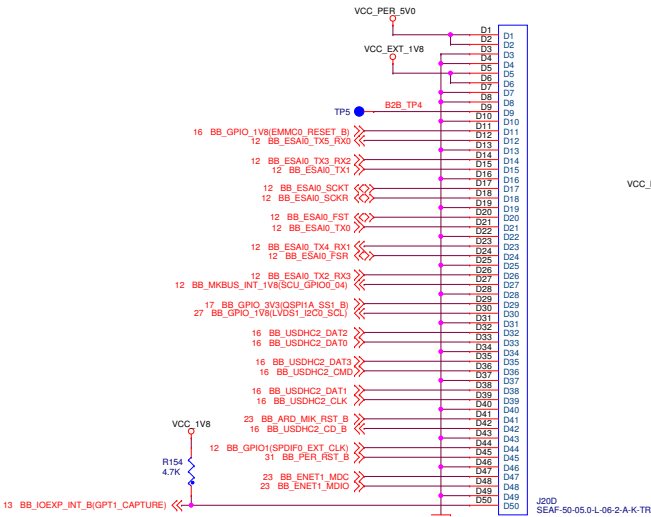 VCC_PER_5V0
VCC_EXT_1V8
VCC_
TP5 B2B_TP4
16 BB_GPIO_1V8(EMMC0_RESET_B)
12 BB_ESAI0_TX5_RX0
12 BB_ESAI0_TX3_RX2
12 BB_ESAI0_TX1
12 BB_ESAI0_SCKT
12 BB_ESAI0_SCKR
12 BB_ESAI0_FST
12 BB_ESAI0_TX0
12 BB_ESAI0_TX4_RX1
12 BB_ESAI0_FSR
12 BB_ESAI0_TX2_RX3
12 BB_MKBUS_INT_1V8(SCU_GPIO0_04)
17 BB_GPIO_3V3(QSPI1A_SS1_B)
27 BB_GPIO_1V8(LVDS1_I2C0_SCL)
16 BB_USDHC2_DAT2
16 BB_USDHC2_DAT0
16 BB_USDHC2_DAT3
16 BB_USDHC2_CMD
16 BB_USDHC2_DAT1
16 BB_USDHC2_CLK
23 BB_ARD_MIK_RST_B
16 BB_USDHC2_CD_B
12 BB_GPIO1(SPDIF0_EXT_CLK)
31 BB_PER_RST_B
23 BB_ENET1_MDC
23 BB_ENET1_MDIO
VCC_1V8
R154
4.7K
13 BB_IOEXP_INT_B(GPT1_CAPTURE)
D1 D1
D2 D2
D3 D3
D4 D4
D5 D5
D6 D6
D7 D7
D8 D8
D9 D9
D10 D10
D11 D11
D12 D12
D13 D13
D14 D14
D15 D15
D16 D16
D17 D17
D18 D18
D19 D19
D20 D20
D21 D21
D22 D22
D23 D23
D24 D24
D25 D25
D26 D26
D27 D27
D28 D28
D29 D29
D30 D30
D31 D31
D32 D32
D33 D33
D34 D34
D35 D35
D36 D36
D37 D37
D38 D38
D39 D39
D40 D40
D41 D41
D42 D42
D43 D43
D44 D44
D45 D45
D46 D46
D47 D47
D48 D48
D49 D49
D50 D50
J20D
SEAF-50-05.0-L-06-2-A-K-TR